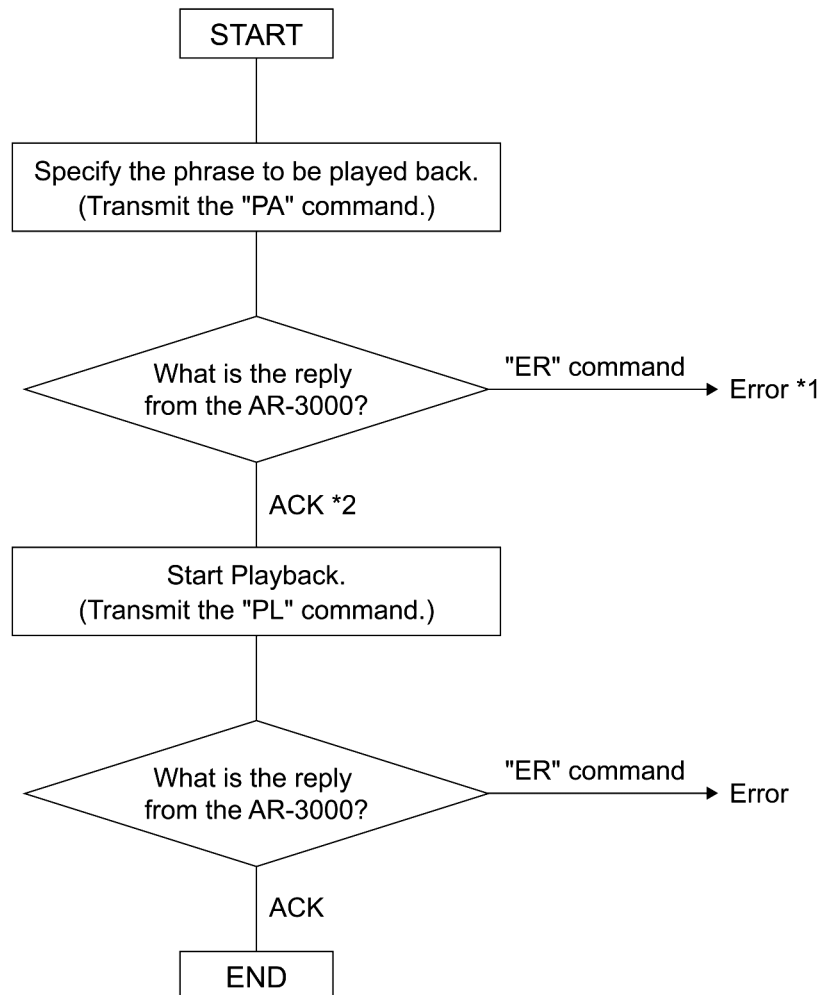 START
Specify the phrase to be played back.
(Transmit the "PA" command.)
What is the reply
from the AR-3000?
"ER" command
Error *1
ACK *2
Start Playback.
(Transmit the "PL" command.)
What is the reply
from the AR-3000?
"ER" command
Error
ACK
END